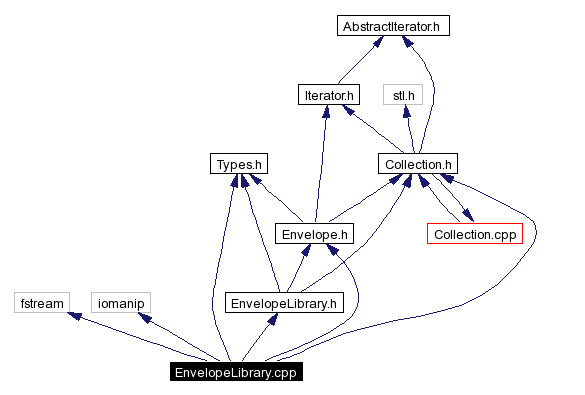 AbstractIterator.h
Iterator.h
stl.h
Types.h
Collection.h
Envelope.h
Collection.cpp
fstream
iomanip
EnvelopeLibrary.h
EnvelopeLibrary.cpp